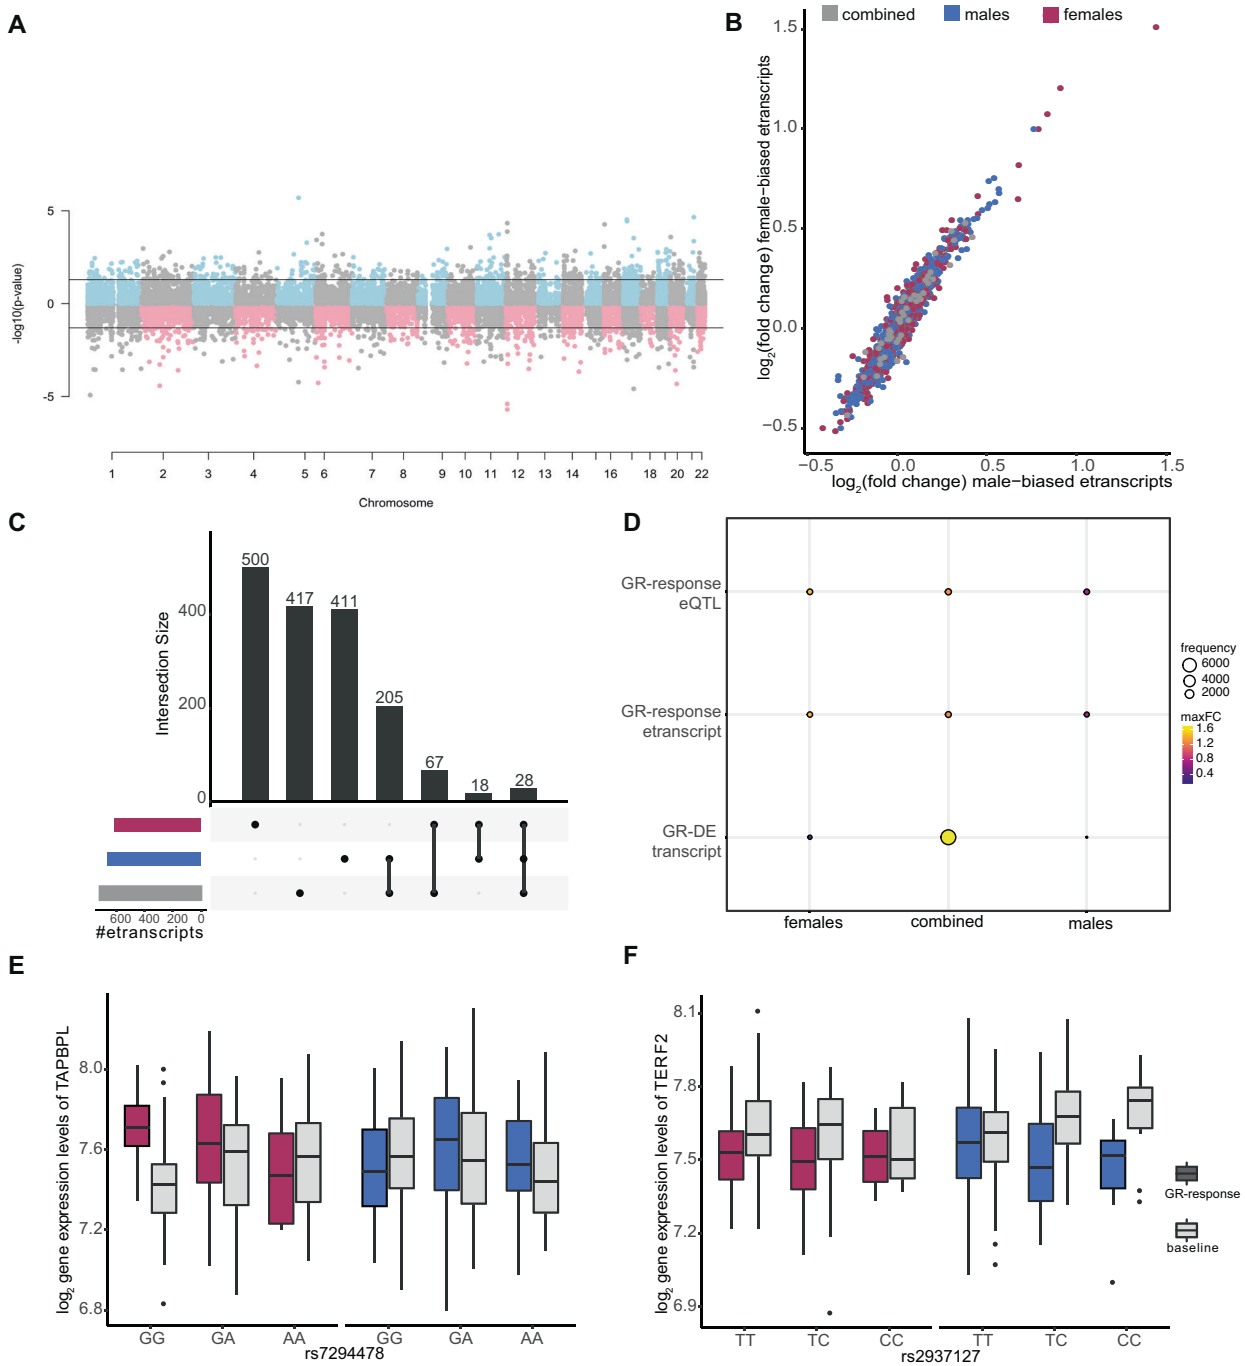 A
5
0
-5
-log10(p-value)
1 2 3 4 5 6 7 8 9 10 11 12 13 14 15 16 17 18 19 20 22
Chromosome
B
combined males females
1.5
1.0
0.5
0.0
−0.5
log2(fold change) female−biased etranscripts
−0.5 0.0 0.5 1.0 1.5
log2(fold change) male−biased etranscripts
C
500
417
411
205
67
18
28
400
200
0
Intersection Size
600 400 200 0
#etranscripts
D
GR-response
eQTL
GR-response
etranscript
GR-DE
transcript
females combined males
frequency
6000
4000
2000
maxFC
1.6
1.2
0.8
0.4
E
8.0
7.6
7.2
6.8
log2 gene expression levels of TAPBPL
GG GA AA GG GA AA
rs7294478
F
8.1
7.8
7.5
7.2
6.9
log2 gene expression levels of TERF2
TT TC CC TT TC CC
rs2937127
GR-response
baseline